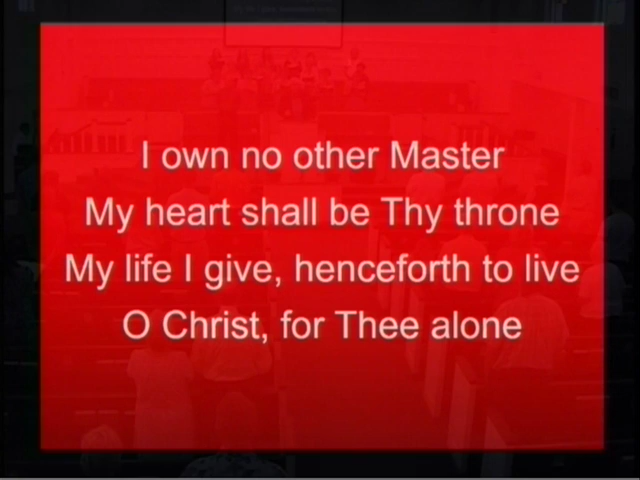 I own no other Master
My heart shall be Thy throne
My life I give, henceforth to live
O Christ, for Thee alone